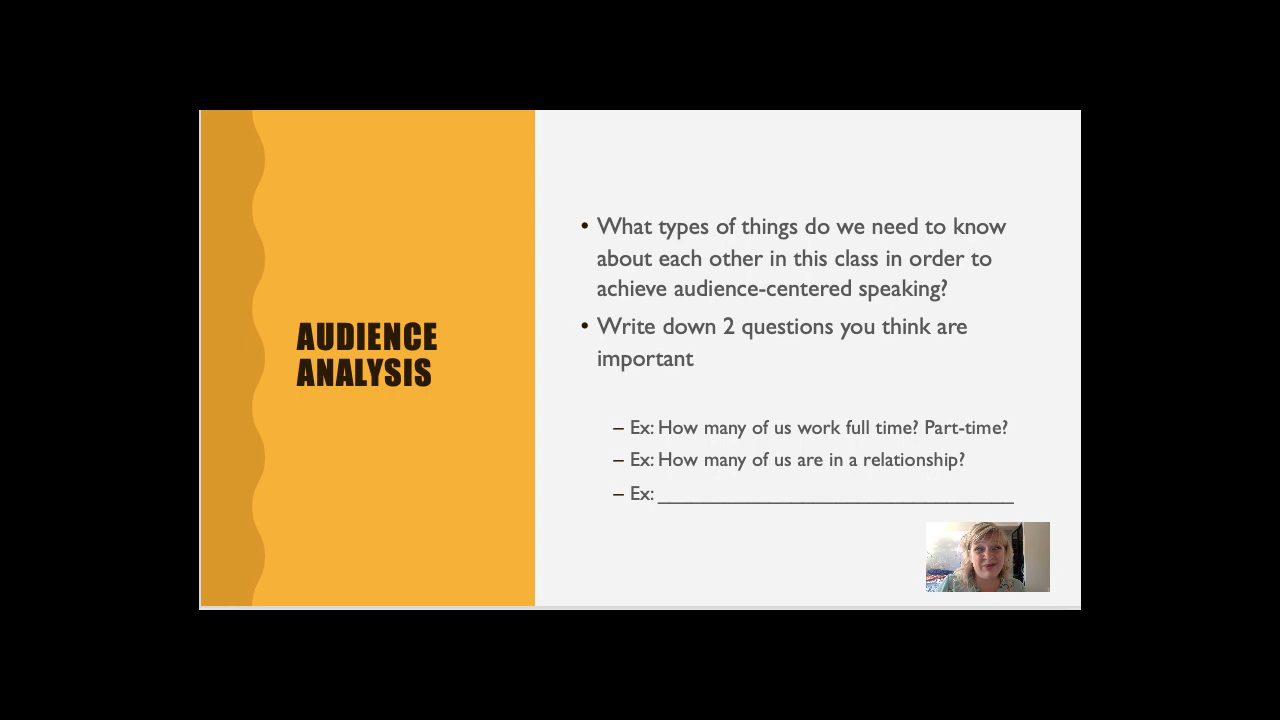 AUDIENCE
ANALYSIS
• What types of things do we need to know
about each other in this class in order to
achieve audience-centered speaking?
• Write down 2 questions you think are
important
– Ex: How many of us work full time? Part-time?
– Ex: How many of us are in a relationship?
– Ex: ___________________________________